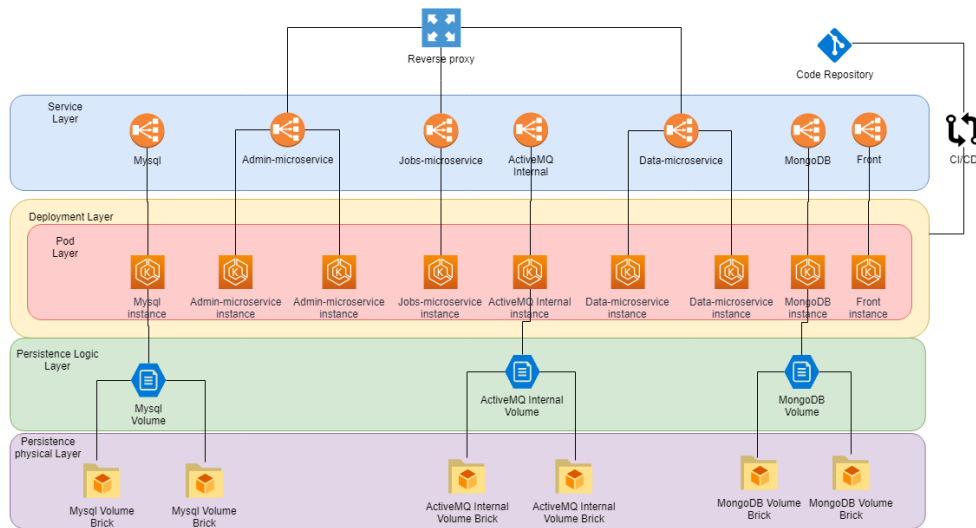 Reverse proxy
Code Repository
CI/CD
Service
Layer
Mysql
Admin-microservice
Jobs-microservice
ActiveMQ
Internal
Data-microservice
MongoDB
Front
Deployment Layer
Pod
Layer
Mysql
instance
Admin-microservice
instance
Admin-microservice
instance
Jobs-microservice
instance
ActiveMQ Internal
instance
Data-microservice
instance
Data-microservice
instance
MongoDB
instance
Front
instance
Persistence Logic
Layer
Mysql
Volume
ActiveMQ Internal
Volume
MongoDB
Volume
Persistence
physical Layer
Mysql Volume
Brick
Mysql Volume
Brick
ActiveMQ Internal
Volume Brick
ActiveMQ Internal
Volume Brick
MongoDB Volume
Brick
MongoDB Volume
Brick